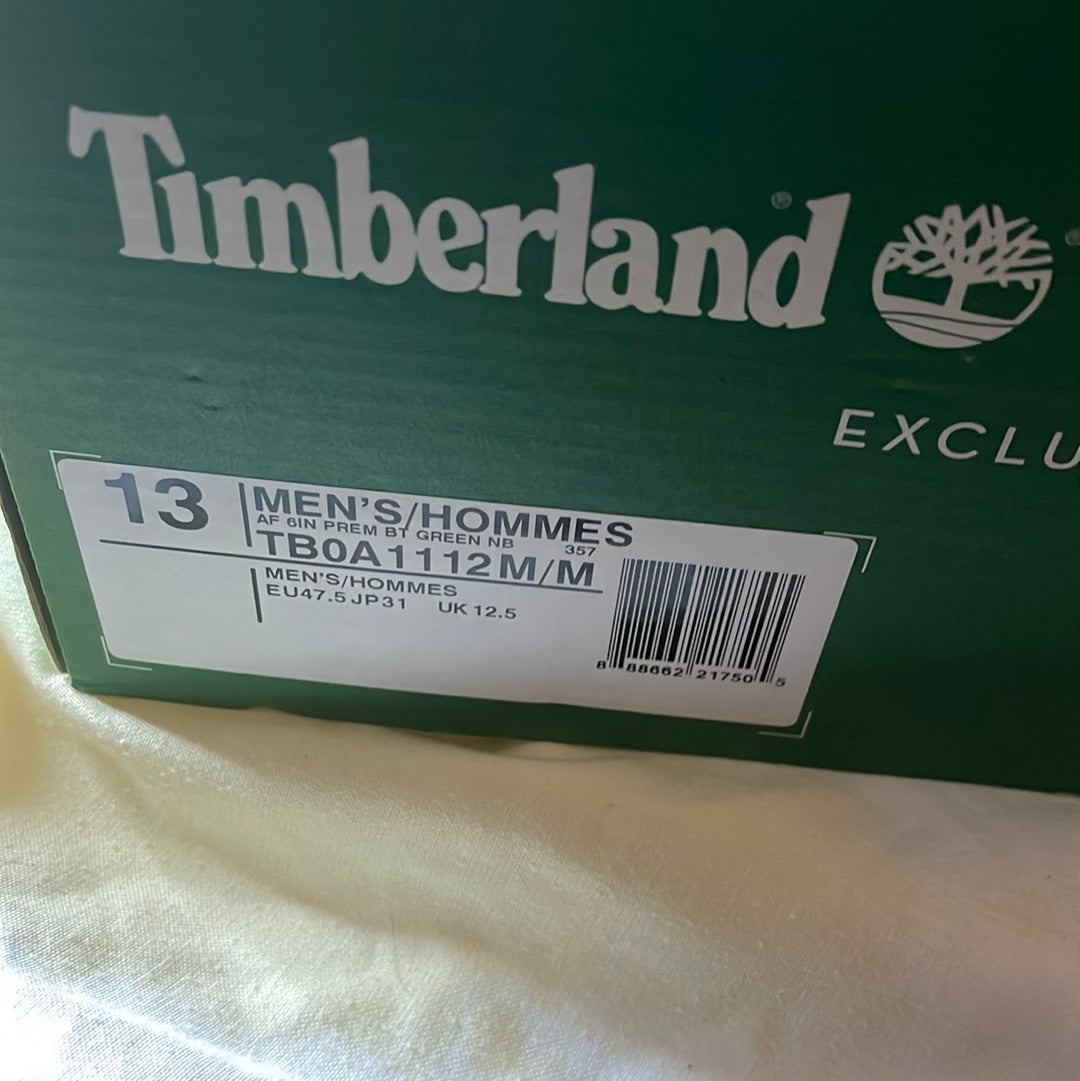 Timberland®
EXCLU
13
MEN'S/HOMMES
AF 6IN PREM BT GREEN NB 357
TB0A1112 M/M
MEN'S/HOMMES
EU47.5 JP31 UK 12.5
8 88662 21750 5